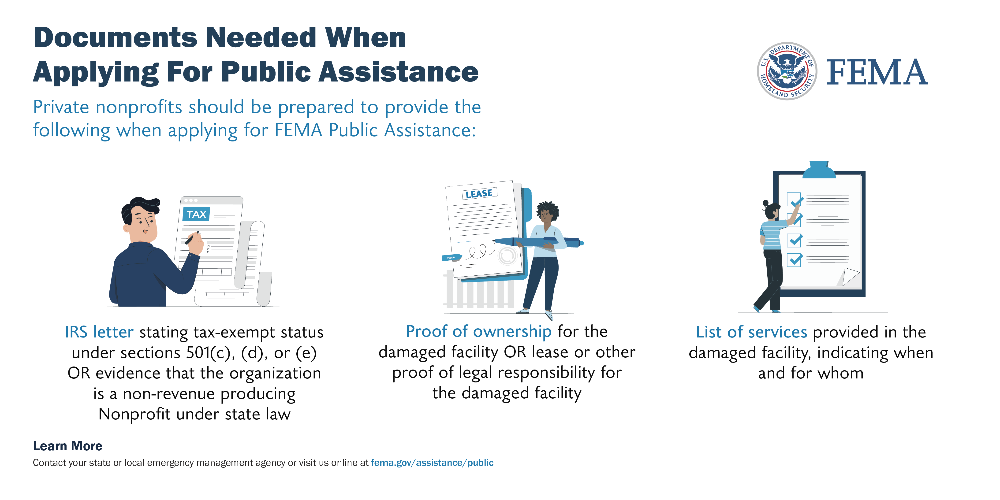 Documents Needed When
Applying For Public Assistance
Private nonprofits should be prepared to provide the
following when applying for FEMA Public Assistance:
U.S. DEPARTMENT OF
HOMELAND SECURITY
FEMA
TAX
LEASE
Here
IRS letter stating tax-exempt status
under sections 501(c), (d), or (e)
OR evidence that the organization
is a non-revenue producing
Nonprofit under state law
Proof of ownership for the
damaged facility OR lease or other
proof of legal responsibility for
the damaged facility
List of services provided in the
damaged facility, indicating when
and for whom
Learn More
Contact your state or local emergency management agency or visit us online at fema.gov/assistance/public